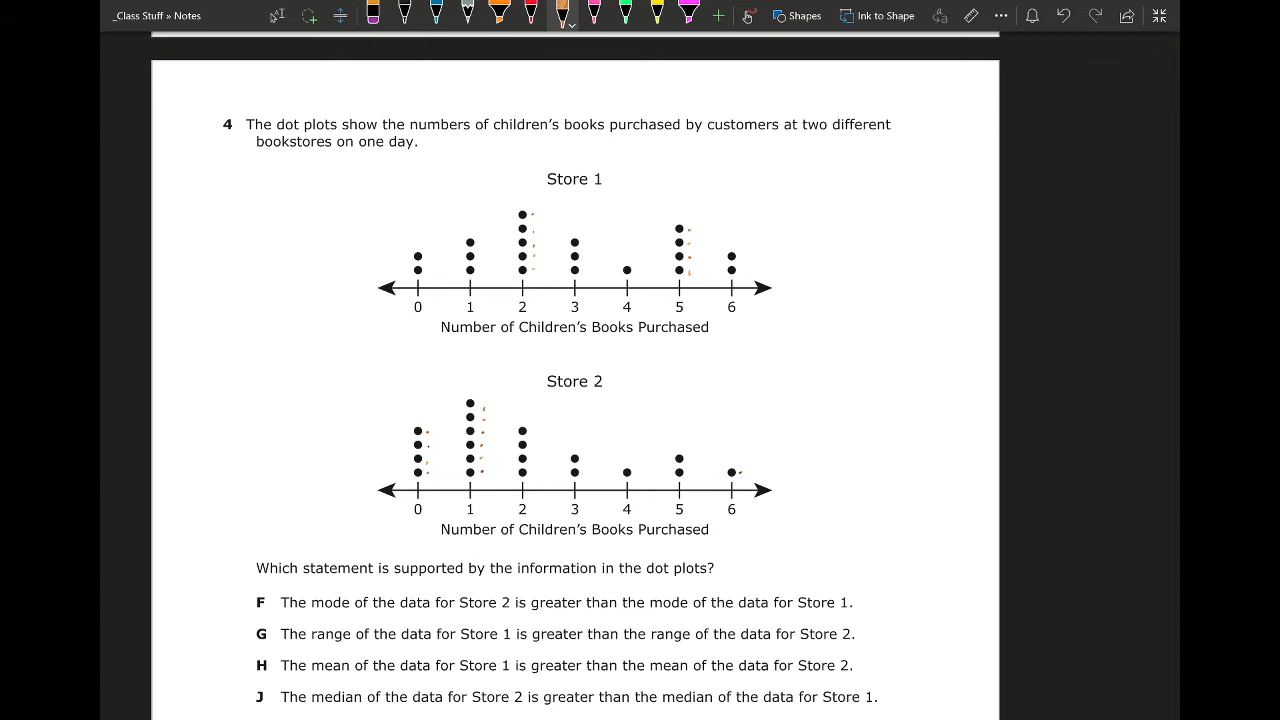 _Class Stuff » Notes
Shapes
Ink to Shape
4 The dot plots show the numbers of children's books purchased by customers at two different
bookstores on one day.
Store 1
0 1 2 3 4 5 6
Number of Children's Books Purchased
Store 2
0 1 2 3 4 5 6
Number of Children's Books Purchased
Which statement is supported by the information in the dot plots?
F The mode of the data for Store 2 is greater than the mode of the data for Store 1.
G The range of the data for Store 1 is greater than the range of the data for Store 2.
H The mean of the data for Store 1 is greater than the mean of the data for Store 2.
J The median of the data for Store 2 is greater than the median of the data for Store 1.